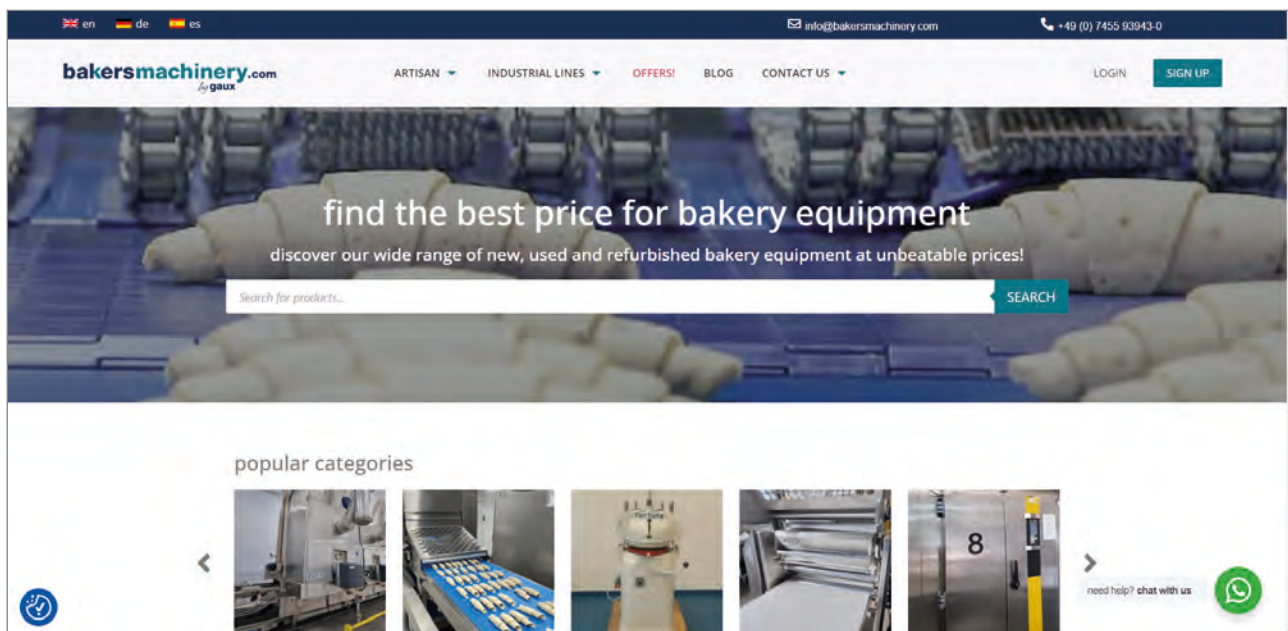 en de es info@bakersmachinery.com +49 (0) 7455 93943-0
bakersmachinery.com
by gaux
ARTISAN INDUSTRIAL LINES OFFERS! BLOG CONTACT US LOGIN SIGN UP
find the best price for bakery equipment
discover our wide range of new, used and refurbished bakery equipment at unbeatable prices!
Search for products... SEARCH
popular categories
8
need help? chat with us